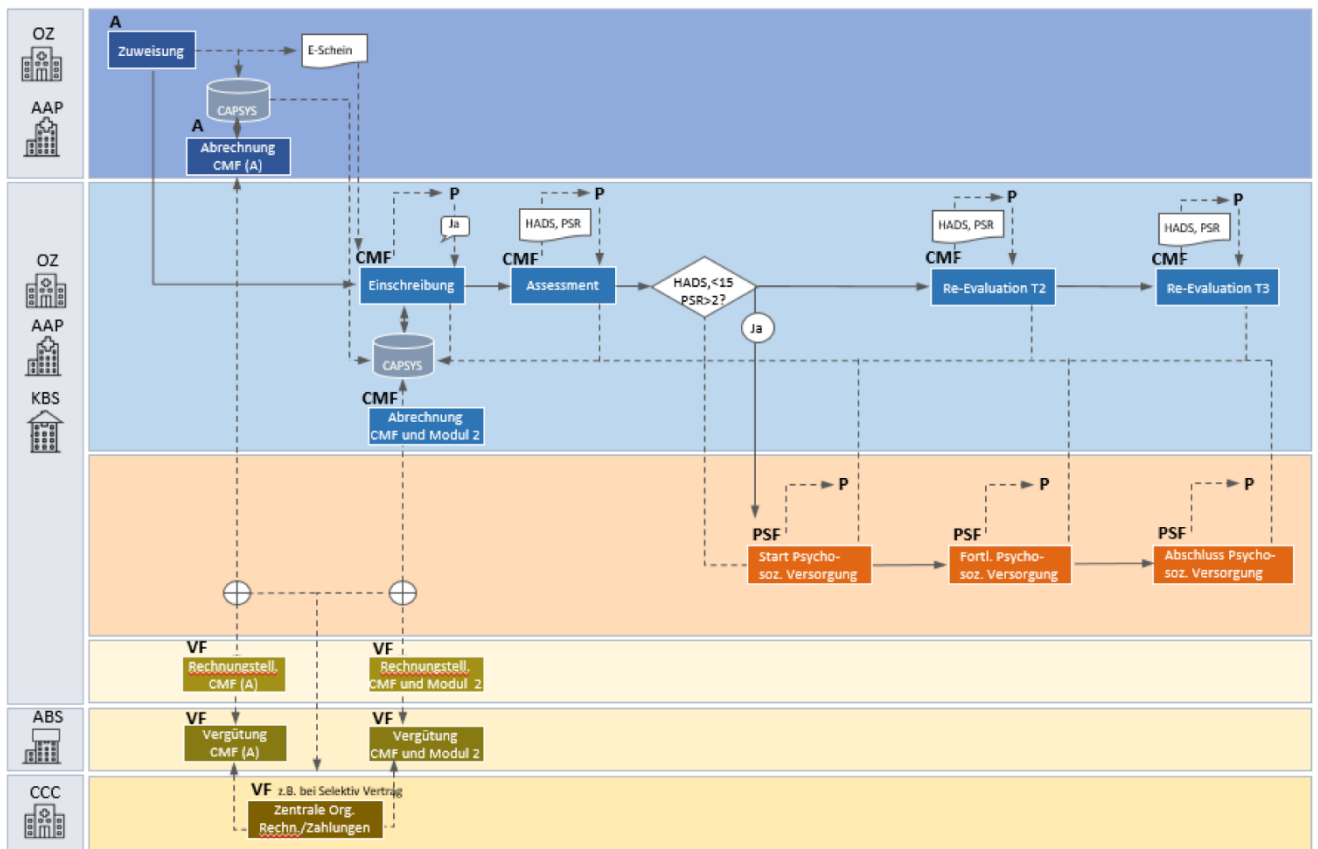 OZ
AAP
A
Zuweisung
E-Schein
CAPSYS
A
Abrechnung
CMF (A)
OZ
AAP
KBS
P
Ja
CMF
Einschreibung
P
HADS, PSR
CMF
Assessment
HADS,<15
PSR>2?
Ja
P
HADS, PSR
CMF
Re-Evaluation T2
P
HADS, PSR
CMF
Re-Evaluation T3
CAPSYS
CMF
Abrechnung
CMF und Modul 2
P
PSF
Start Psycho-
soz. Versorgung
P
PSF
Fortl. Psycho-
soz. Versorgung
P
PSF
Abschluss Psycho-
soz. Versorgung
VF
Rechnungstell.
CMF (A)
VF
Rechnungstell.
CMF und Modul 2
ABS
VF
Vergütung
CMF (A)
VF
Vergütung
CMF und Modul 2
CCC
VF z.B. bei Selektiv Vertrag
Zentrale Org.
Rechn./Zahlungen